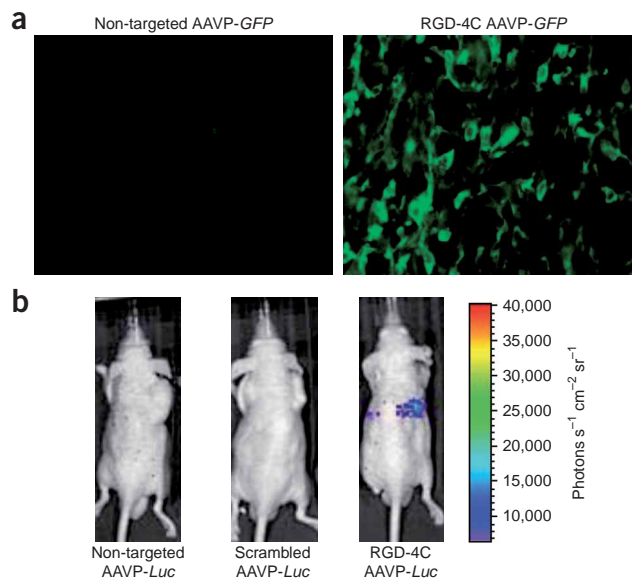 a
Non-targeted AAVP-GFP
RGD-4C AAVP-GFP
b
40,000
35,000
30,000
25,000
20,000
15,000
10,000
Photons s⁻¹ cm⁻² sr⁻¹
Non-targeted
AAVP-Luc
Scrambled
AAVP-Luc
RGD-4C
AAVP-Luc